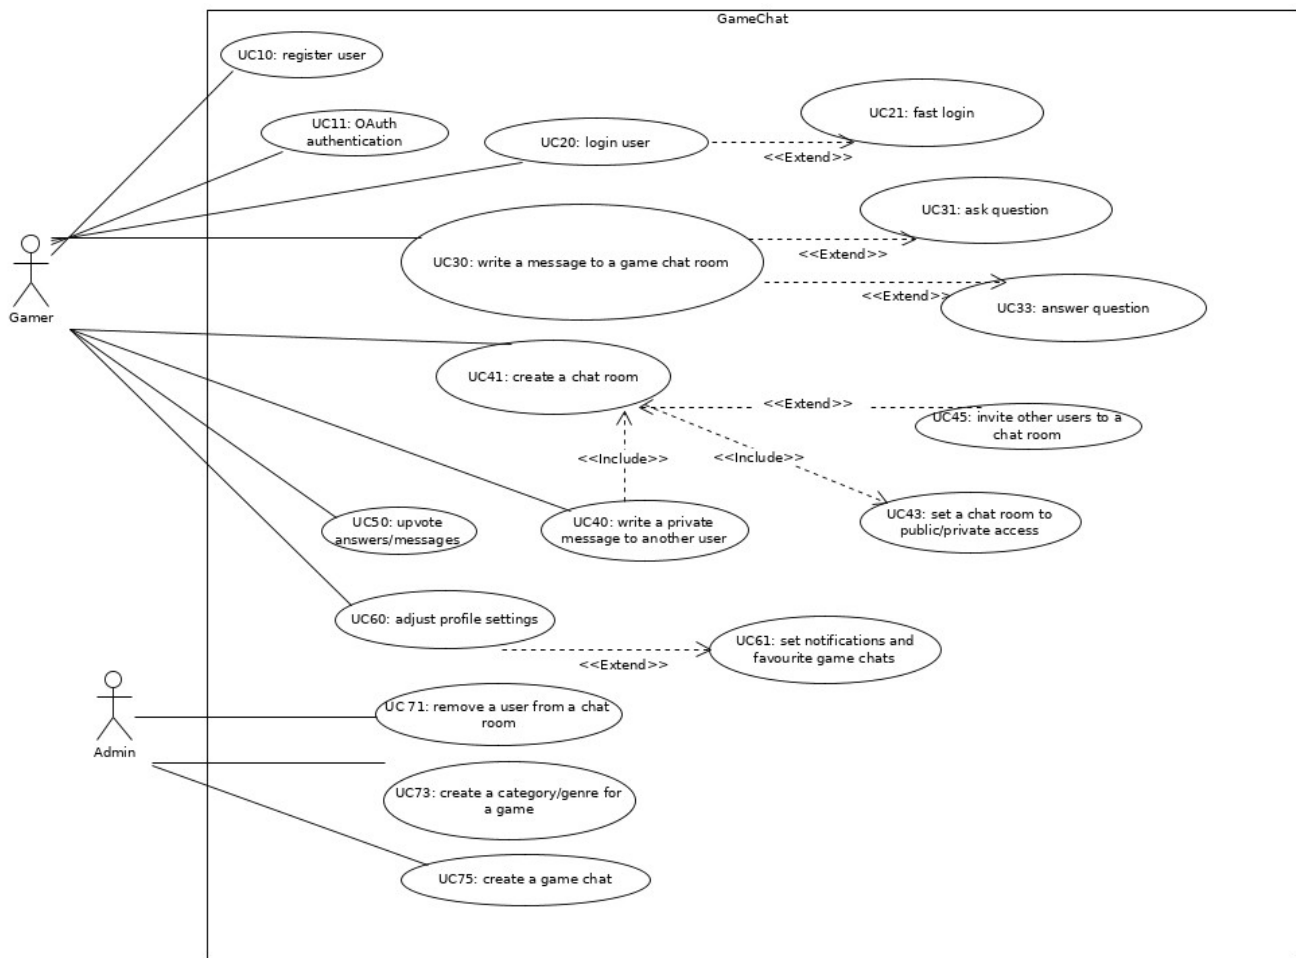 GameChat
UC10: register user
UC11: OAuth
authentication
UC20: login user
UC21: fast login
<<Extend>>
UC31: ask question
UC30: write a message to a game chat room
<<Extend>>
<<Extend>>
UC33: answer question
Gamer
UC41: create a chat room
<<Extend>>
UC45: invite other users to a
chat room
<<Include>>
<<Include>>
UC50: upvote
answers/messages
UC40: write a private
message to another user
UC43: set a chat room to
public/private access
UC60: adjust profile settings
<<Extend>>
UC61: set notifications and
favourite game chats
Admin
UC 71: remove a user from a chat
room
UC73: create a category/genre for
a game
UC75: create a game chat